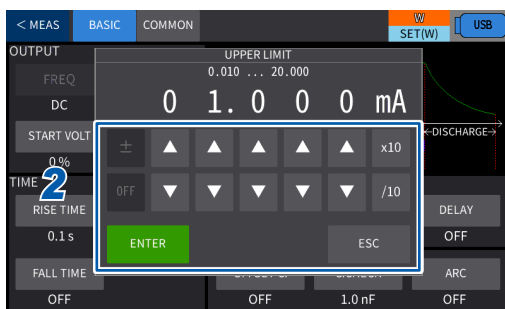 < MEAS BASIC COMMON W SET(W) USB
OUTPUT
UPPER LIMIT
0.010 ... 20.000
0 1. 0 0 0 mA
FREQ
DC
START VOLT
0 %
DISCHARGE
± x10
OFF /10
ENTER ESC
TIME
2
RISE TIME
0.1 s
DELAY
OFF
FALL TIME
OFF
OFF
1.0 nF
ARC
OFF